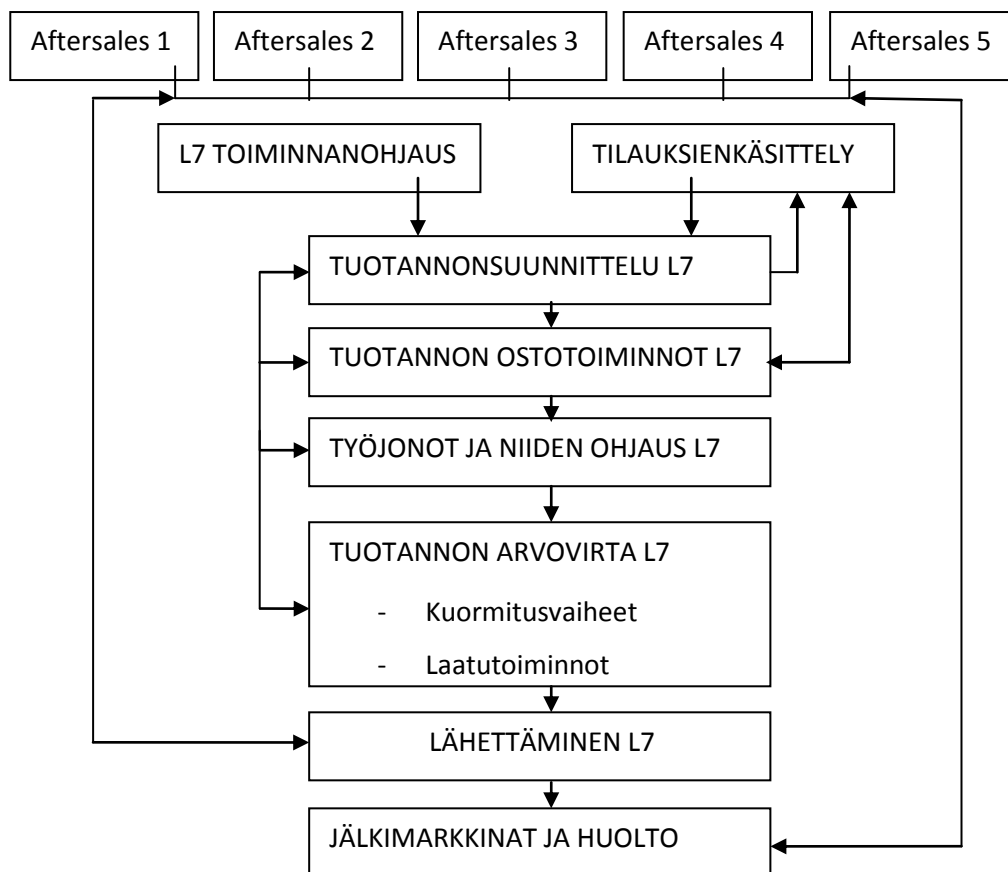 Aftersales 1
Aftersales 2
Aftersales 3
Aftersales 4
Aftersales 5
L7 TOIMINNANOHJAUS
TILAUKSIENKÄSITTELY
TUOTANNONSUUNNITTELU L7
TUOTANNON OSTOTOIMINNOT L7
TYÖJONOT JA NIIDEN OHJAUS L7
TUOTANNON ARVOVIRTA L7
- Kuormitusvaiheet
- Laatutoiminnot
LÄHETTÄMINEN L7
JÄLKIMARKKINAT JA HUOLTO